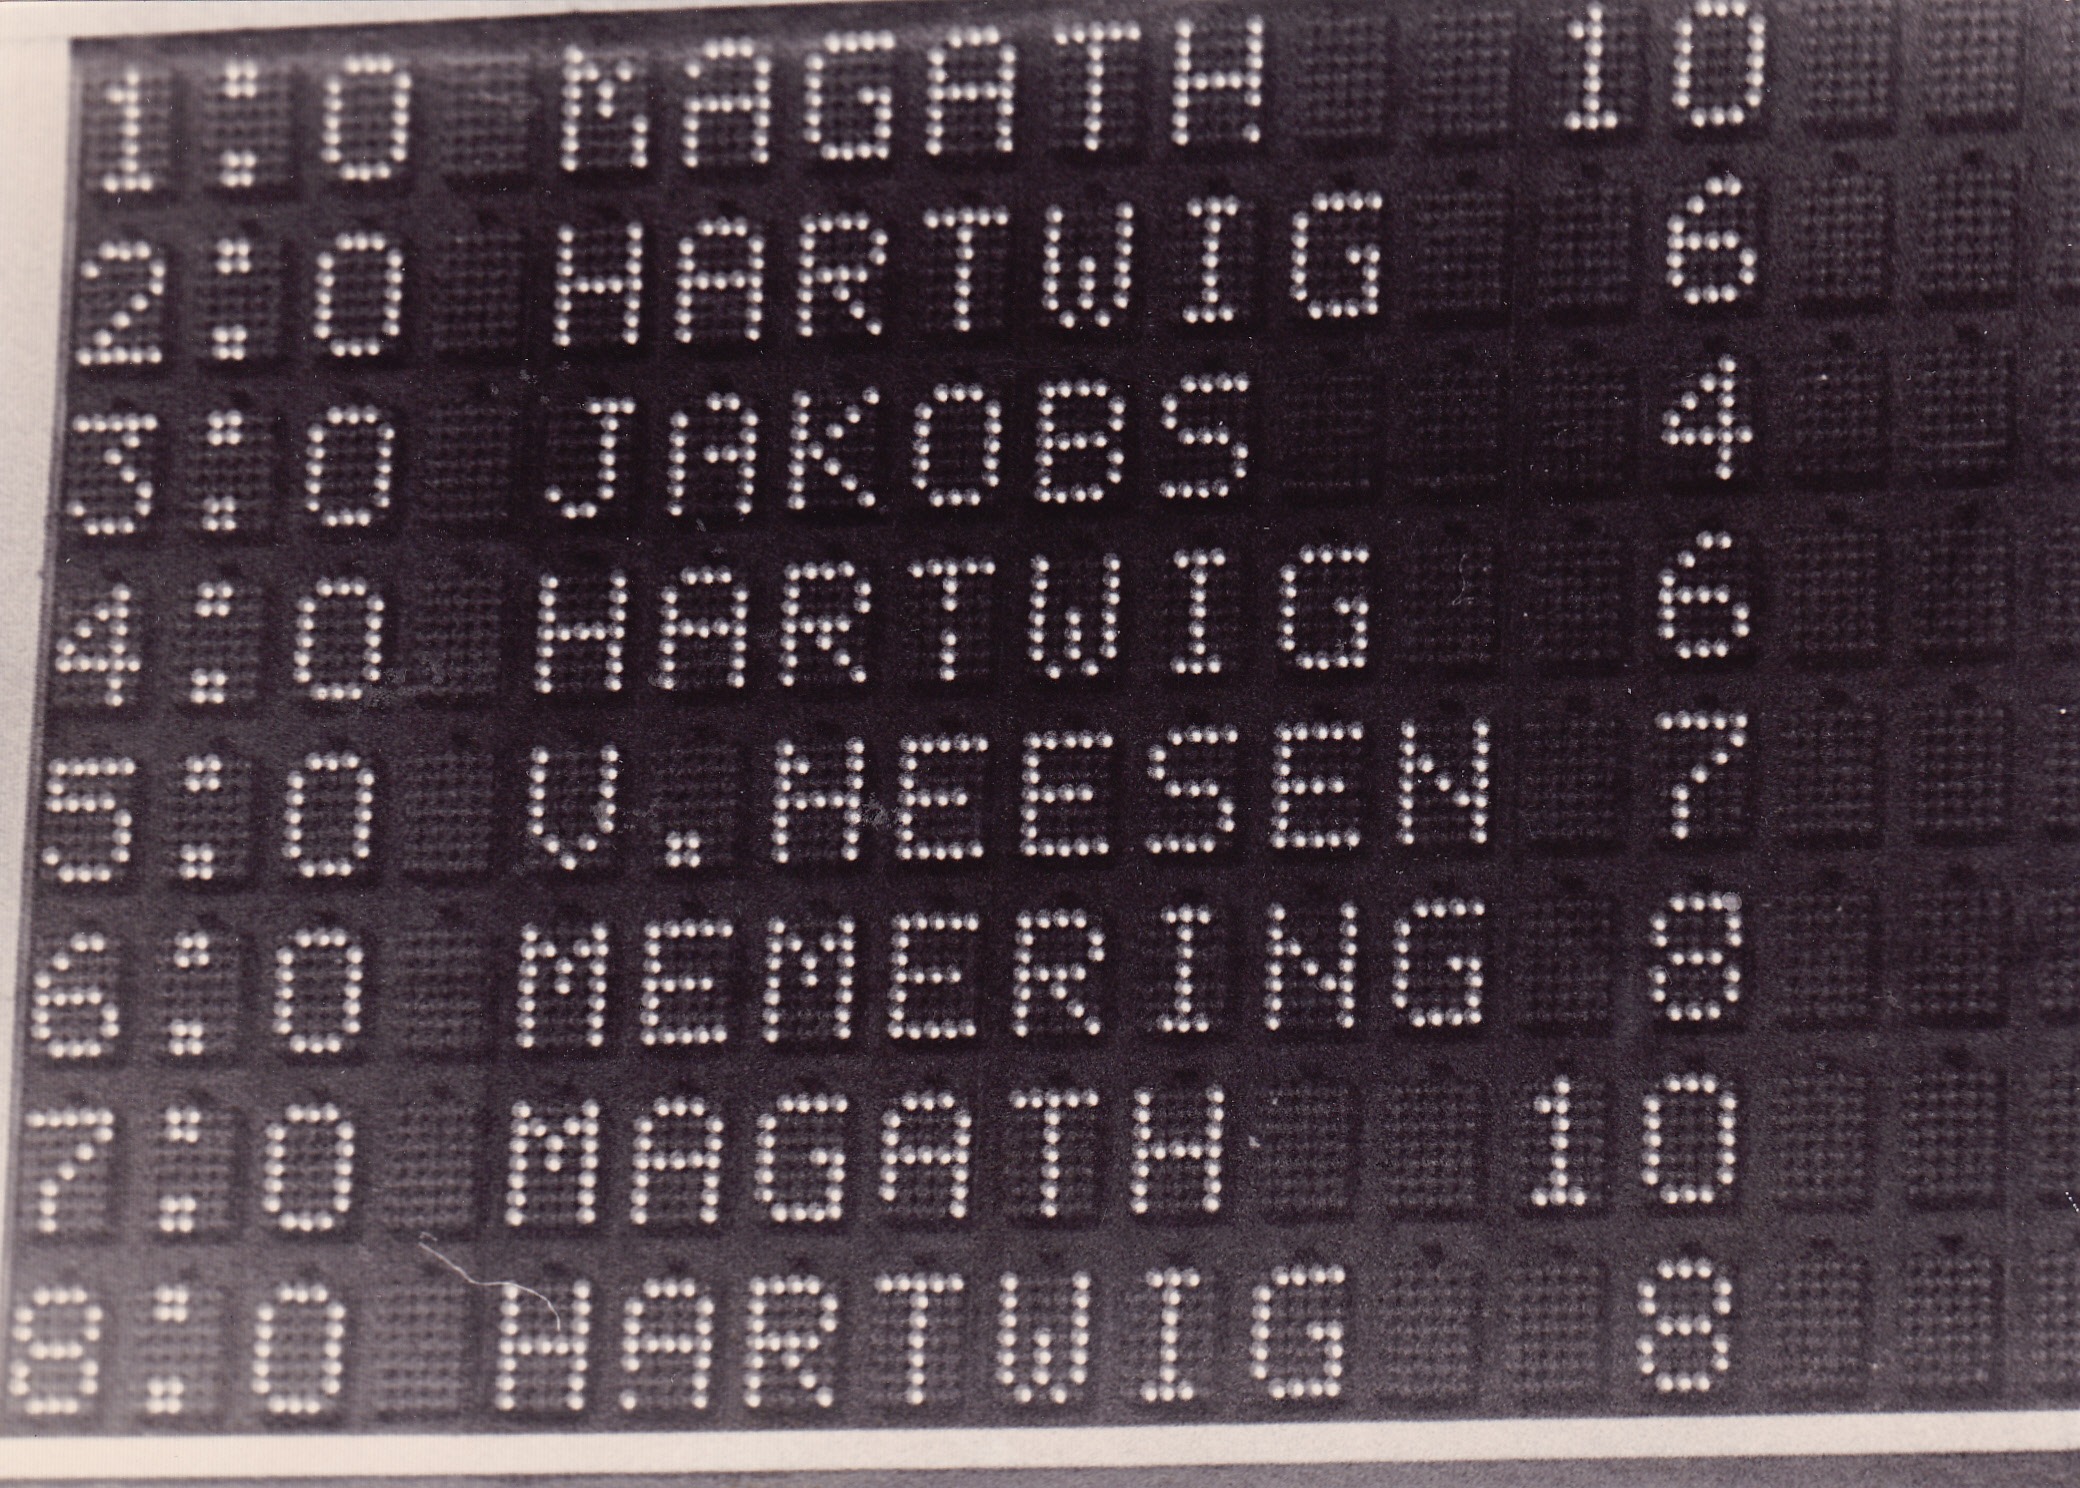 1:0 MAGATH 10
2:0 HARTWIG 6
3:0 JAKOBS 4
4:0 HARTWIG 6
5:0 V.HEESEN 7
6:0 MEMERING 8
7:0 MAGATH 10
8:0 HARTWIG 8